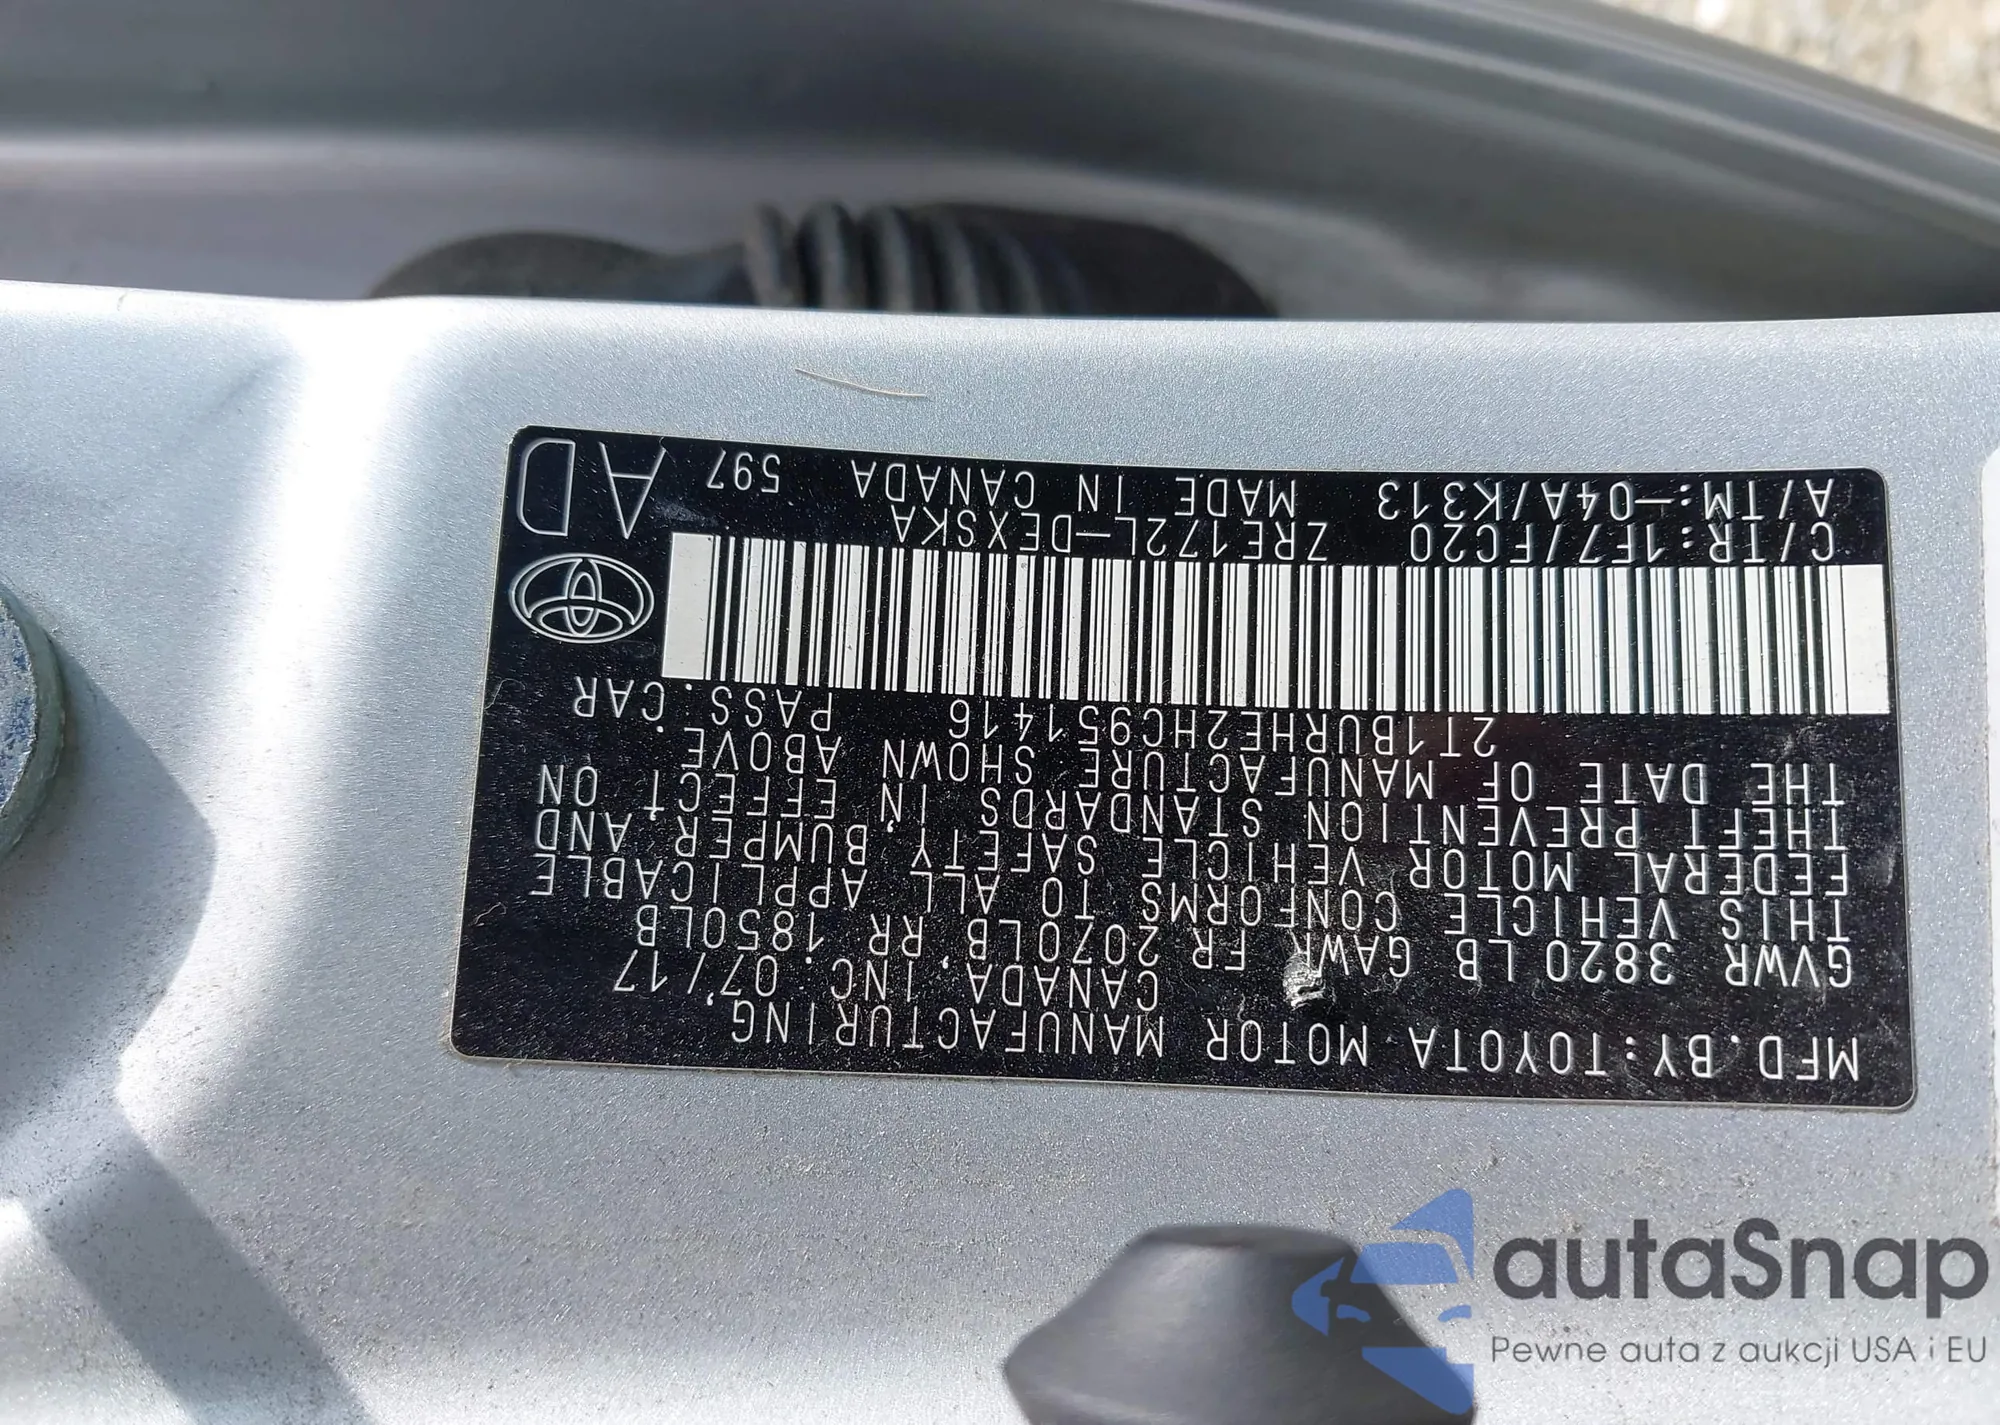 MFD. BY: TOYOTA MOTOR MANUFACTURING
CANADA INC. 07/17
GVWR 3820 LB GAWR FR 2070LB, RR 1850LB
THIS VEHICLE CONFORMS TO ALL APPLICABLE
FEDERAL MOTOR VEHICLE SAFETY, BUMPER, AND
THEFT PREVENTION STANDARDS IN EFFECT ON
THE DATE OF MANUFACTURE SHOWN ABOVE.
2T1BURHE2HC951416 PASS. CAR
C/TR: 1F7/FC20 ZRE172L-DEXSKA
A/TM: -04A/K313 MADE IN CANADA 597
AD
autaSnap
Pewne auta z aukcji USA i EU